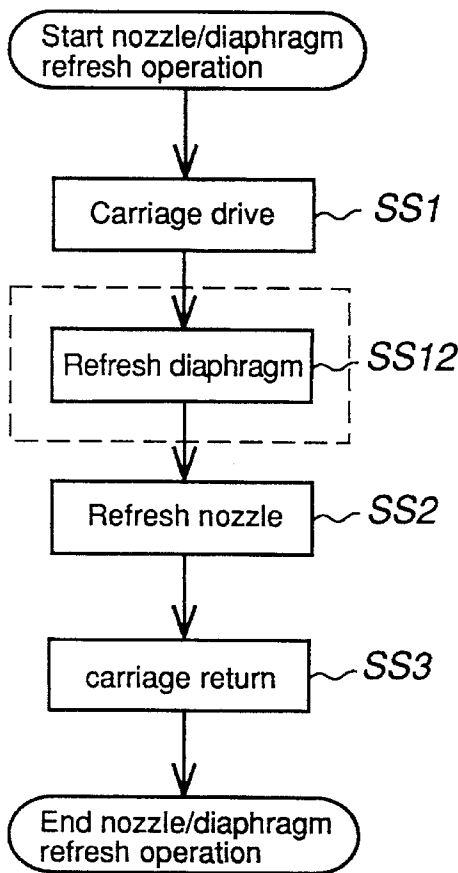 Start nozzle/diaphragm
refresh operation
Carriage drive
SS1
Refresh diaphragm
SS12
Refresh nozzle
SS2
carriage return
SS3
End nozzle/diaphragm
refresh operation